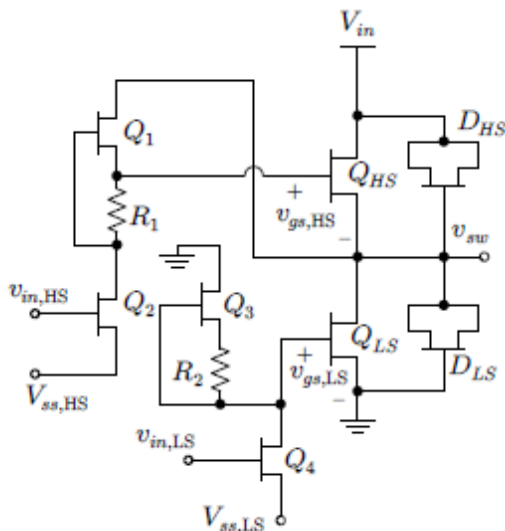 V_in
D_HS
Q_1
Q_HS
+
v_gs,HS
−
R_1
v_sw
v_in,HS
Q_2
Q_3
Q_LS
+
v_gs,LS
−
D_LS
R_2
V_ss,HS
v_in,LS
Q_4
V_ss,LS